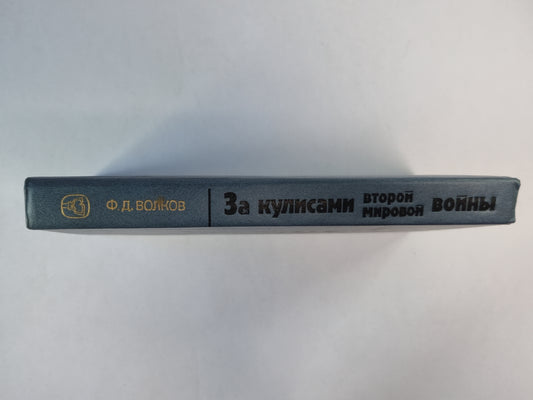 Ф. Д. ВОЛКОВ
За кулисами
второй
мировой
войны